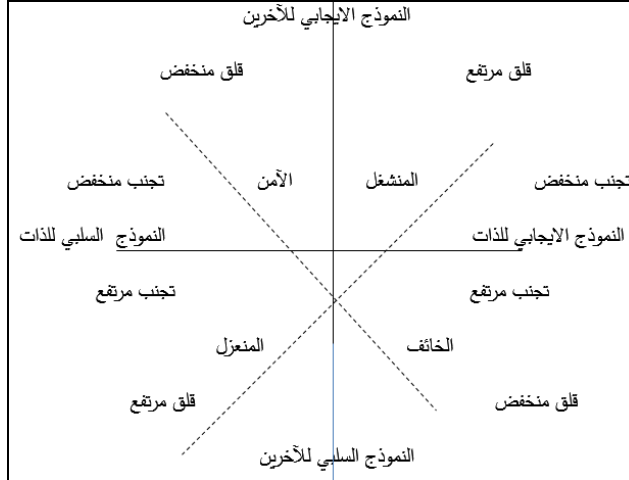 النموذج الايجابي للآخرين
قلق مرتفع
قلق منخفض
تجنب منخفض
المنشغل
الآمن
تجنب منخفض
النموذج الايجابي للذات
النموذج السلبي للذات
تجنب مرتفع
تجنب مرتفع
الخائف
المنعزل
قلق منخفض
قلق مرتفع
النموذج السلبي للآخرين